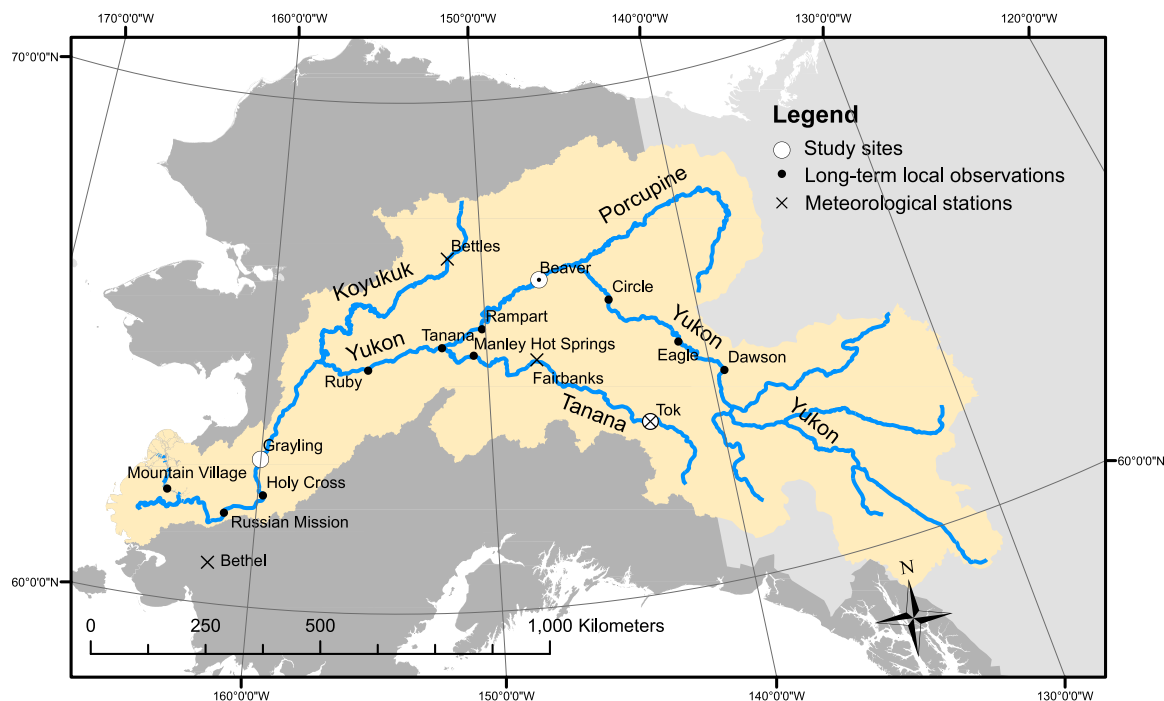 170°0'0"W
160°0'0"W
150°0'0"W
140°0'0"W
130°0'0"W
120°0'0"W
70°0'0"N
Legend
Study sites
Long-term local observations
Meteorological stations
Porcupine
Bettles
Koyukuk
Beaver
Circle
Rampart
Yukon
Tanana
Manley Hot Springs
Yukon
Eagle
Dawson
Ruby
Fairbanks
Tanana
Tok
Yukon
Grayling
Mountain Village
Holy Cross
Russian Mission
60°0'0"N
Bethel
60°0'0"N
N
0
250
500
1,000 Kilometers
160°0'0"W
150°0'0"W
140°0'0"W
130°0'0"W